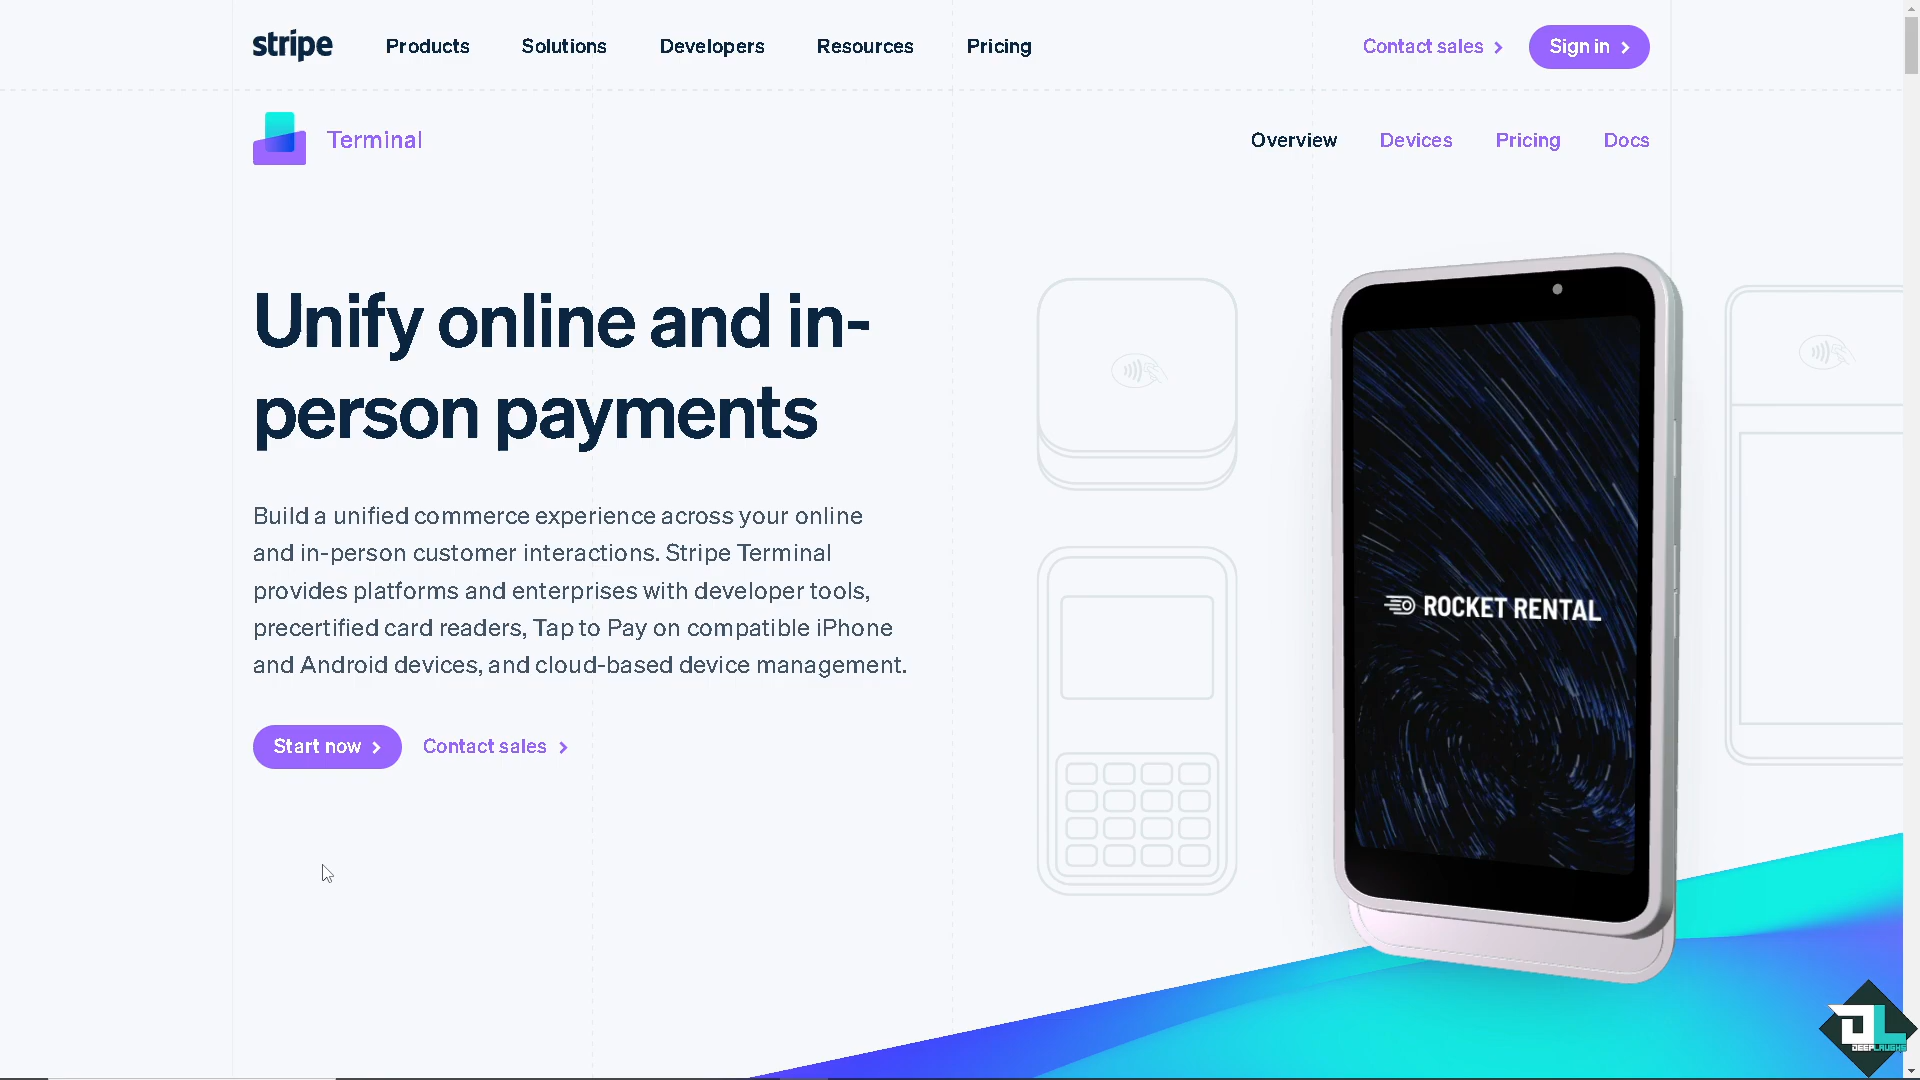 stripe
Products
Solutions
Developers
Resources
Pricing
Contact sales
Sign in
Terminal
Overview
Devices
Pricing
Docs
Unify online and in-
person payments
Build a unified commerce experience across your online
and in-person customer interactions. Stripe Terminal
provides platforms and enterprises with developer tools,
precertified card readers, Tap to Pay on compatible iPhone
and Android devices, and cloud-based device management.
Start now
Contact sales
ROCKET RENTAL
DL
DEEPLAUGHS